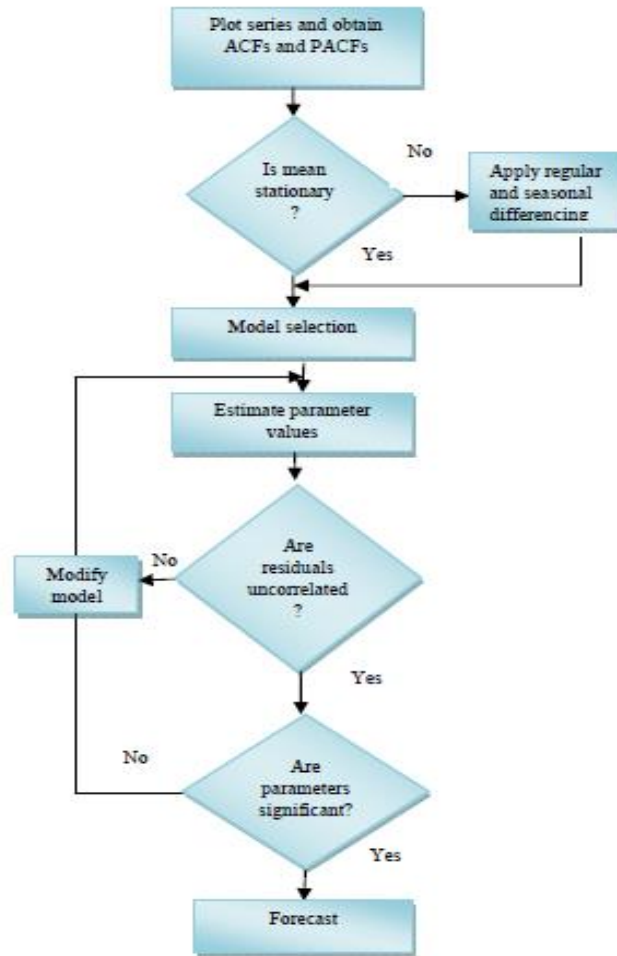 Plot series and obtain
ACFs and PACFs
Is mean
stationary
?
No
Apply regular
and seasonal
differencing
Yes
Model selection
Estimate parameter
values
Are
residuals
uncorrelated
?
No
Modify
model
Yes
Are
parameters
significant?
No
Yes
Forecast